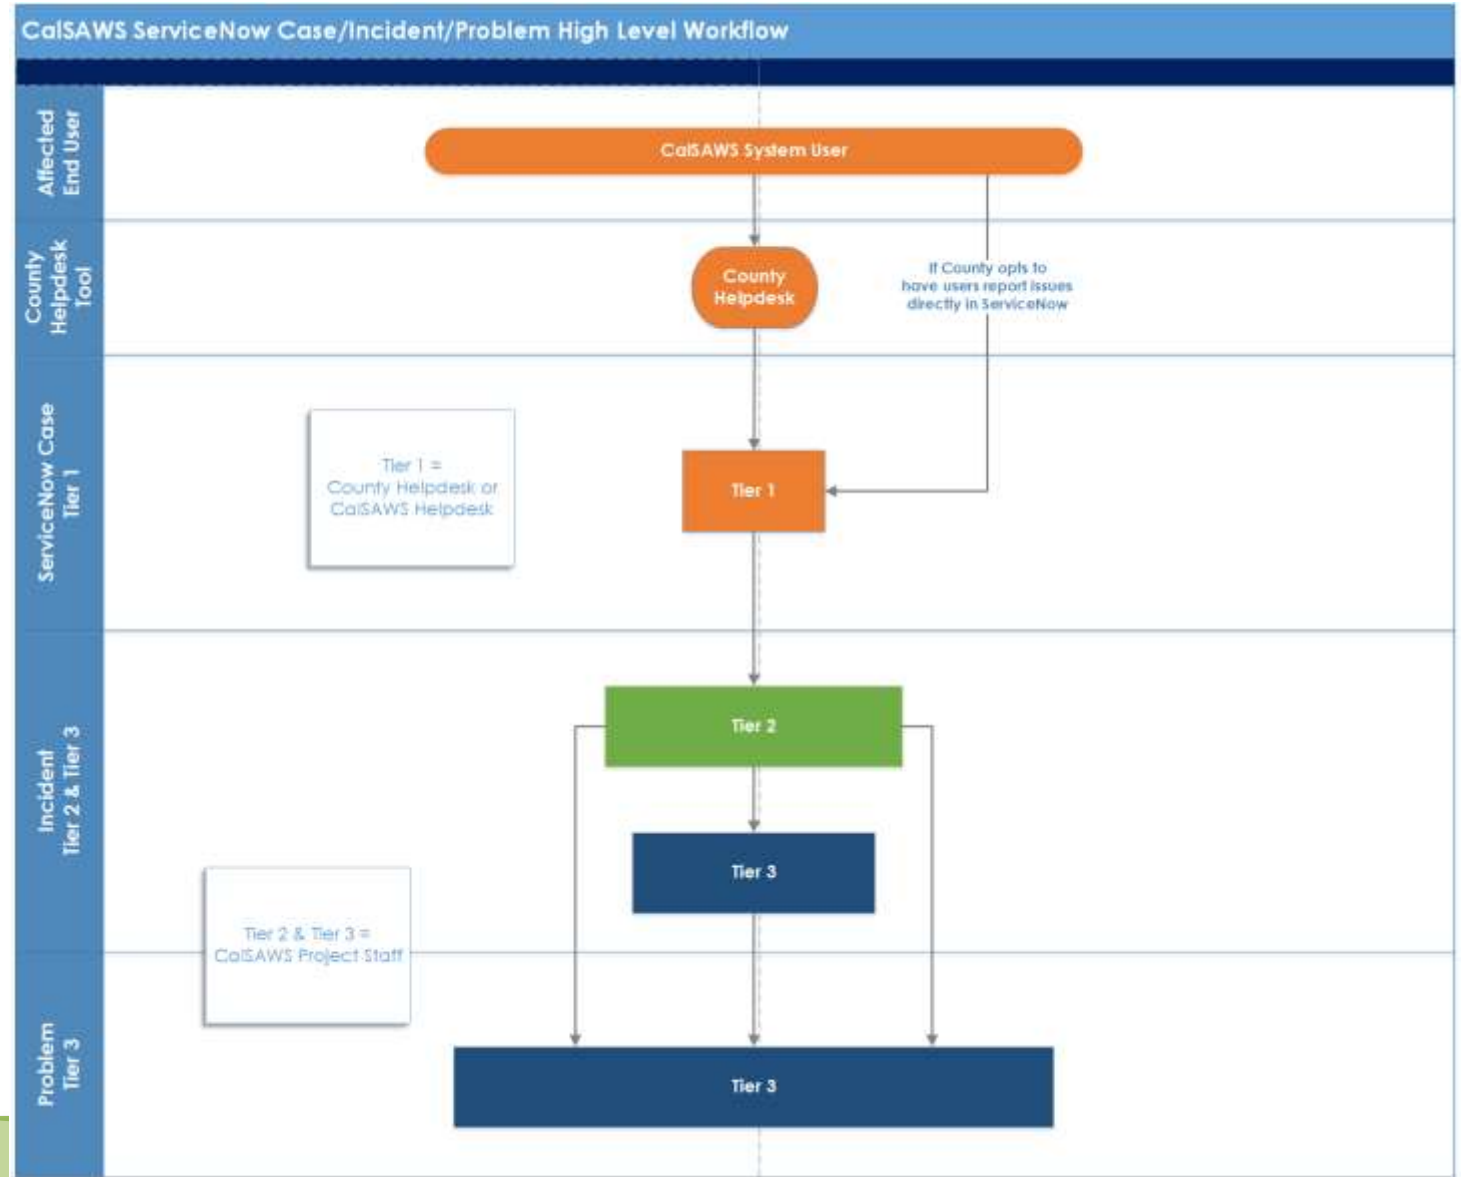 CalSAWS ServiceNow Case/Incident/Problem High Level Workflow
Affected
End User
CalSAWS System User
County
Helpdesk
Tool
County
Helpdesk
If County opts to
have users report issues
directly in ServiceNow
ServiceNow Case
Tier 1
Tier 1 =
County Helpdesk or
CalSAWS Helpdesk
Tier 1
Incident
Tier 2 & Tier 3
Tier 2
Tier 3
Tier 2 & Tier 3 =
CalSAWS Project Staff
Problem
Tier 3
Tier 3